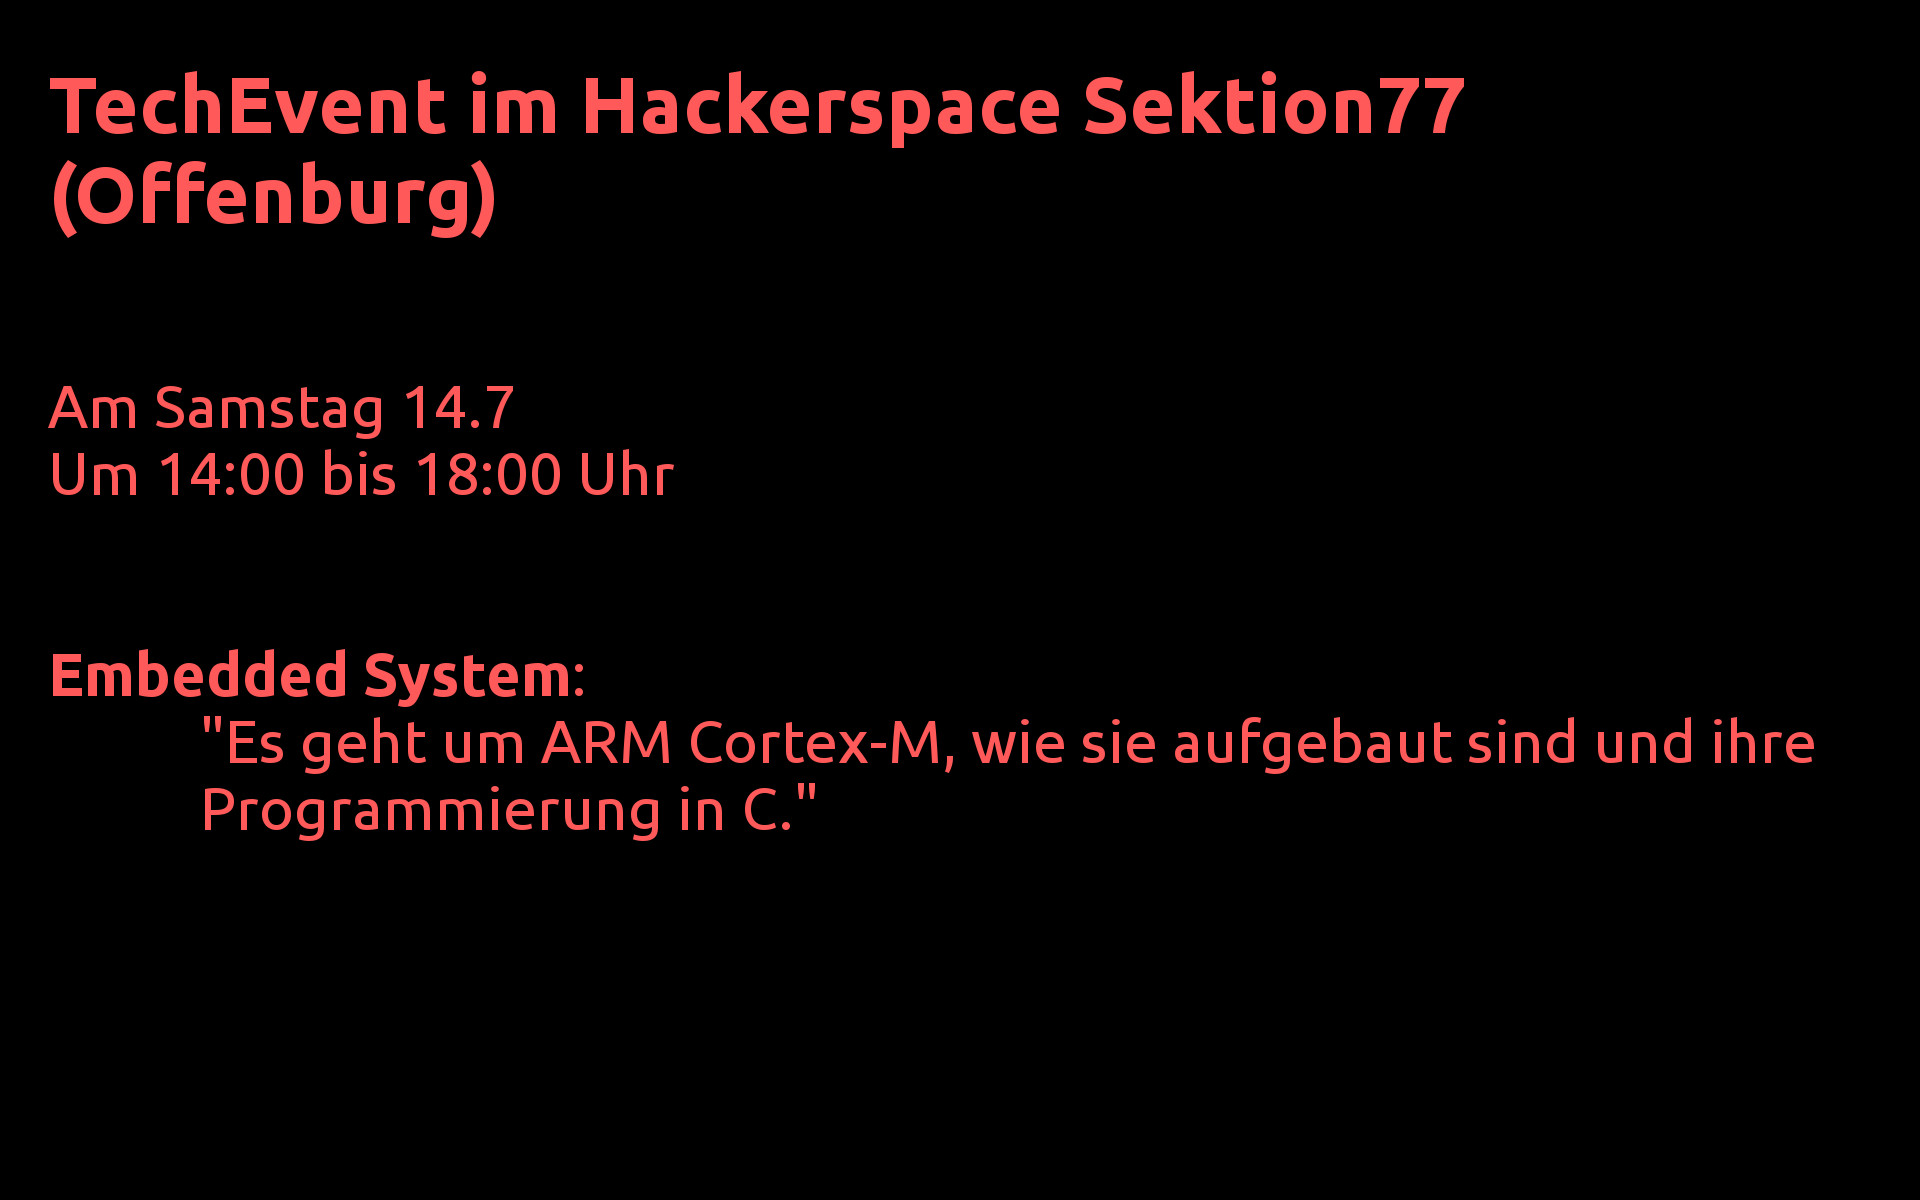 TechEvent im Hackerspace Sektion77
(Offenburg)
Am Samstag 14.7
Um 14:00 bis 18:00 Uhr
Embedded System:
"Es geht um ARM Cortex-M, wie sie aufgebaut sind und ihre
Programmierung in C."